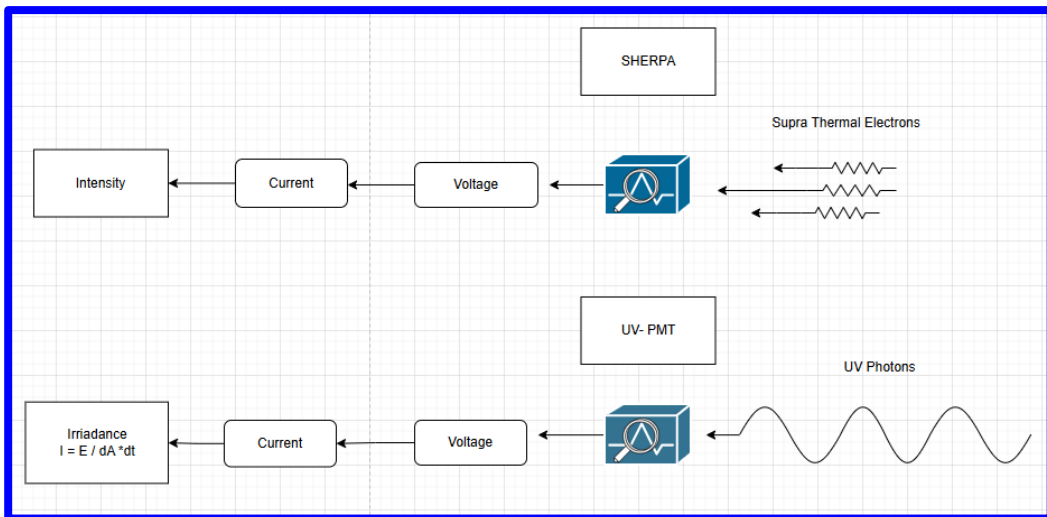 SHERPA
Supra Thermal Electrons
Intensity
Current
Voltage
UV- PMT
UV Photons
Irriadance
I = E / dA *dt
Current
Voltage